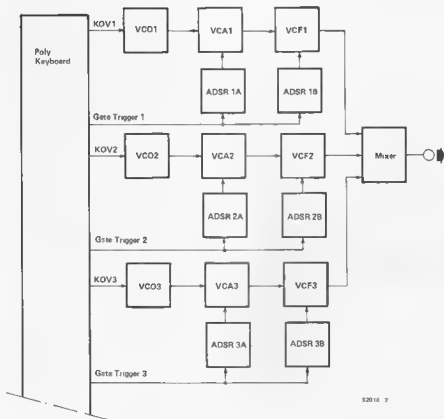 KOV1
VCO1
VCA1
VCF1
Poly
Keyboard
ADSR 1A
ADSR 1B
Gate Trigger 1
KOV2
VCO2
VCA2
VCF2
Mixer
ADSR 2A
ADSR 2B
Gate Trigger 2
KOV3
VCO3
VCA3
VCF3
ADSR 3A
ADSR 3B
Gate Trigger 3
82018 7